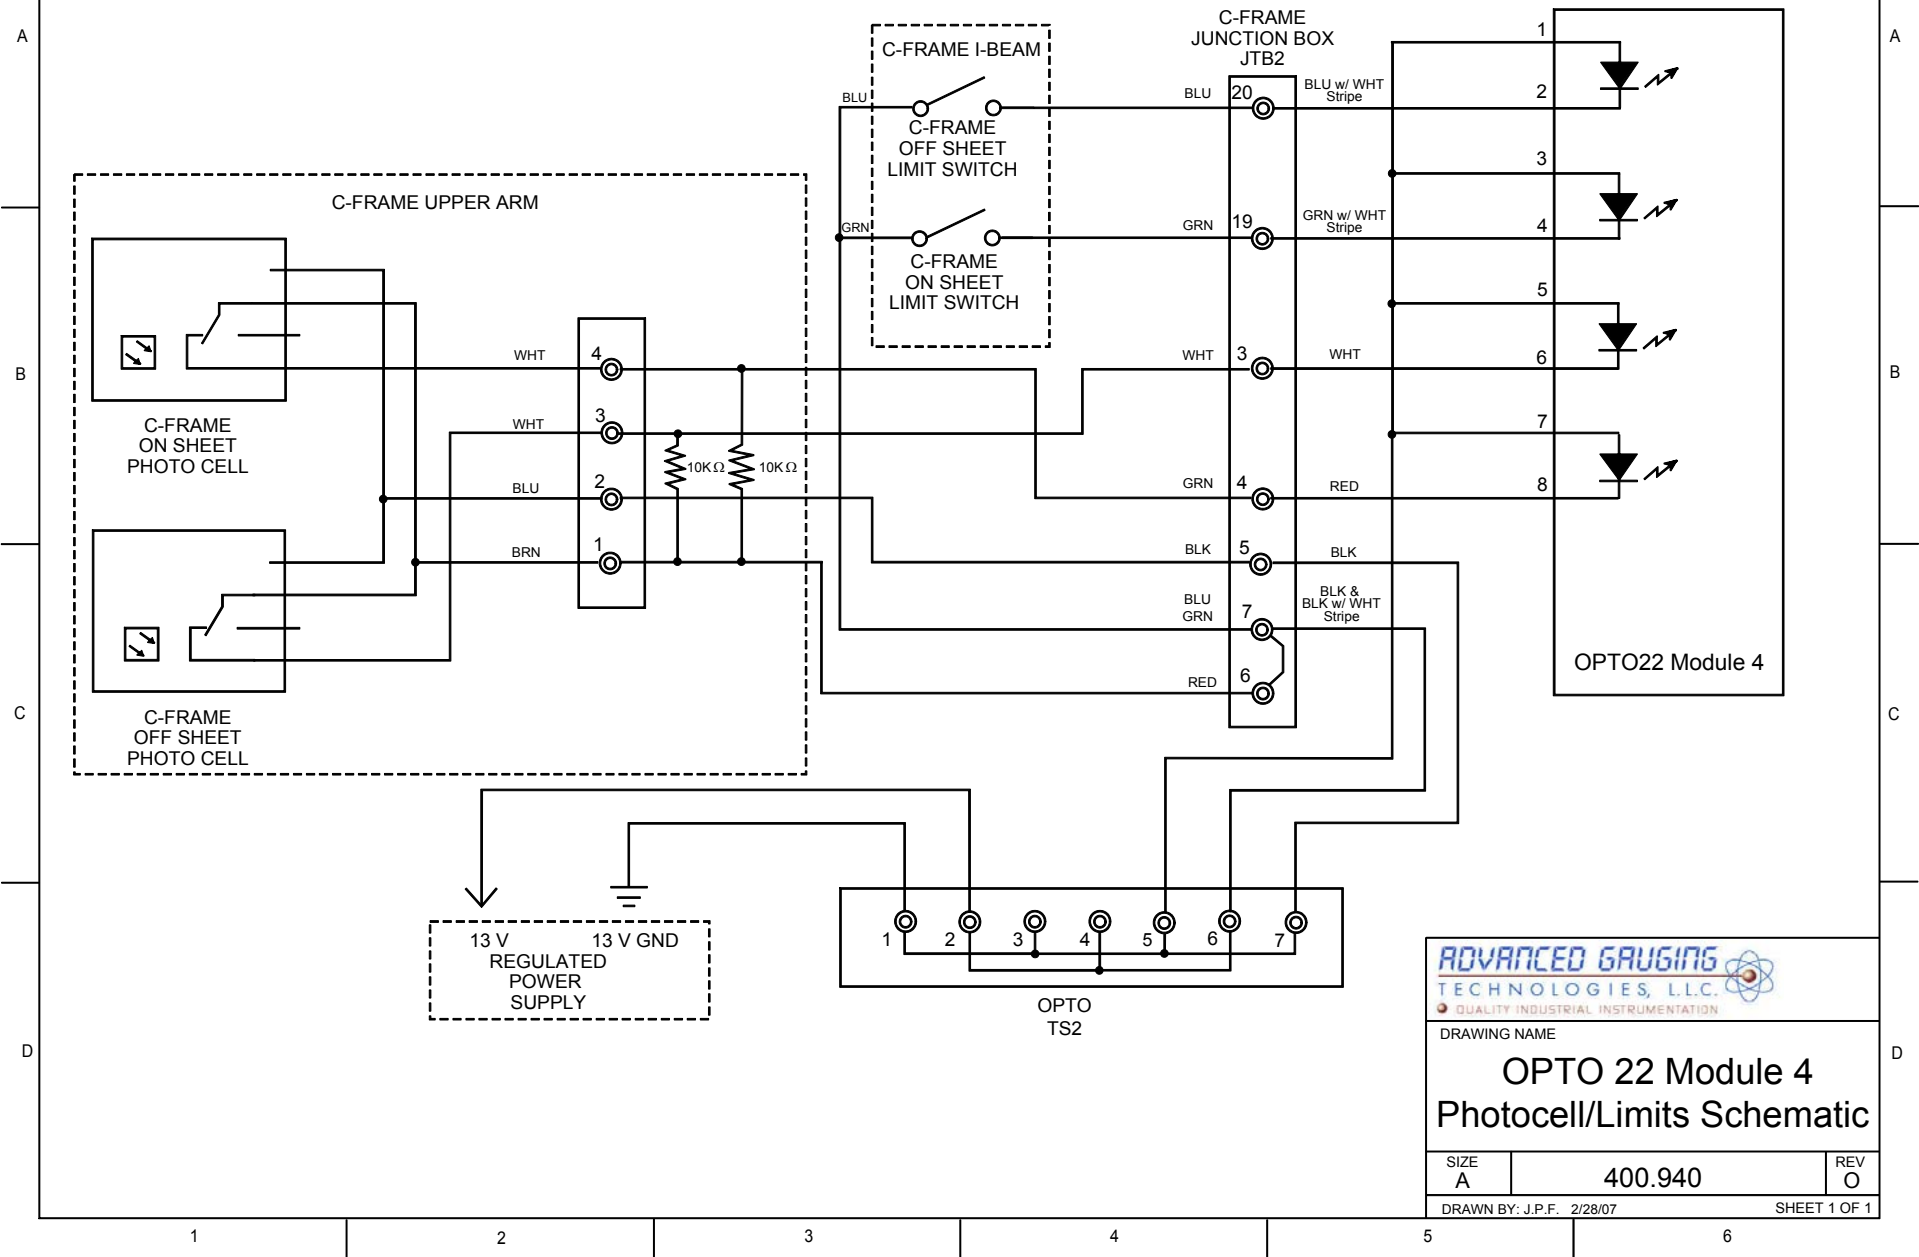 A
A
B
B
C
C
D
D
1
2
3
4
5
6
C-FRAME I-BEAM
BLU
C-FRAME
OFF SHEET
LIMIT SWITCH
GRN
C-FRAME
ON SHEET
LIMIT SWITCH
C-FRAME
JUNCTION BOX
JTB2
BLU
20
BLU w/ WHT
Stripe
GRN
19
GRN w/ WHT
Stripe
WHT
3
WHT
GRN
4
RED
BLK
5
BLK
BLU
GRN
7
BLK &
BLK w/ WHT
Stripe
RED
6
1
2
3
4
5
6
7
8
OPTO22 Module 4
C-FRAME UPPER ARM
C-FRAME
ON SHEET
PHOTO CELL
C-FRAME
OFF SHEET
PHOTO CELL
WHT
4
WHT
3
BLU
2
BRN
1
10KΩ
10KΩ
13 V
13 V GND
REGULATED
POWER
SUPPLY
1
2
3
4
5
6
7
OPTO
TS2
ADVANCED GAUGING
TECHNOLOGIES, L.L.C.
QUALITY INDUSTRIAL INSTRUMENTATION
DRAWING NAME
OPTO 22 Module 4
Photocell/Limits Schematic
SIZE
A
400.940
REV
O
DRAWN BY: J.P.F. 2/28/07
SHEET 1 OF 1